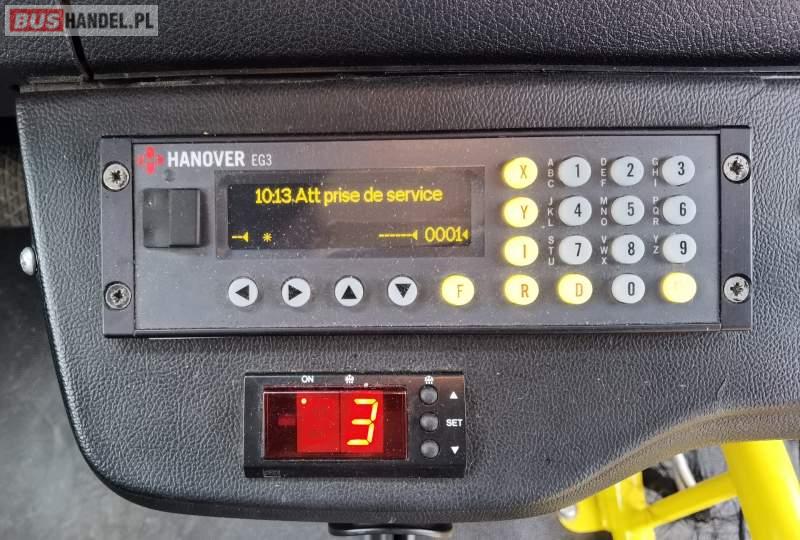 BUSHANDEL.PL
HANOVER EG3
10:13.Att prise de service
0001
X ABC 1 DEF 2 GHI 3
Y JKL 4 MNO 5 PQR 6
I STU 7 VWX 8 YZ 9
F R D 0
ON
3
SET